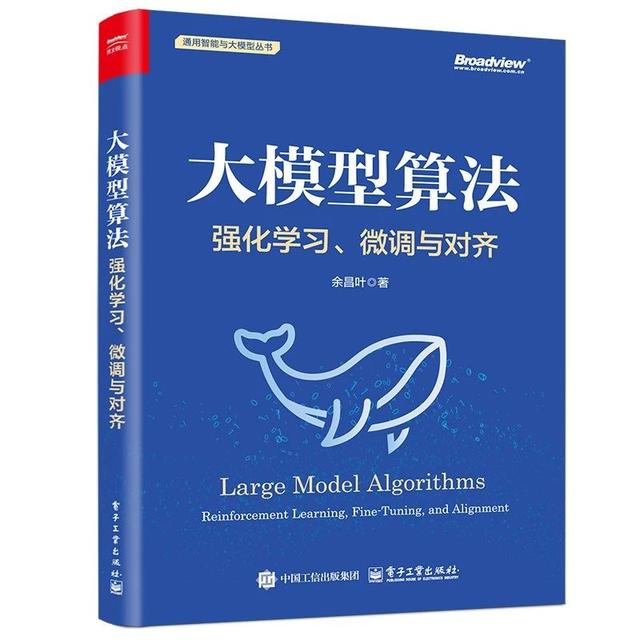 博文视点
大模型算法
强化学习、微调与对齐
电子工业出版社
通用智能与大模型丛书
Broadview®
www.broadview.com.cn
大模型算法
强化学习、微调与对齐
余昌叶◎著
Large Model Algorithms
Reinforcement Learning, Fine-Tuning, and Alignment
中国工信出版集团
电子工业出版社
PUBLISHING HOUSE OF ELECTRONICS INDUSTRY